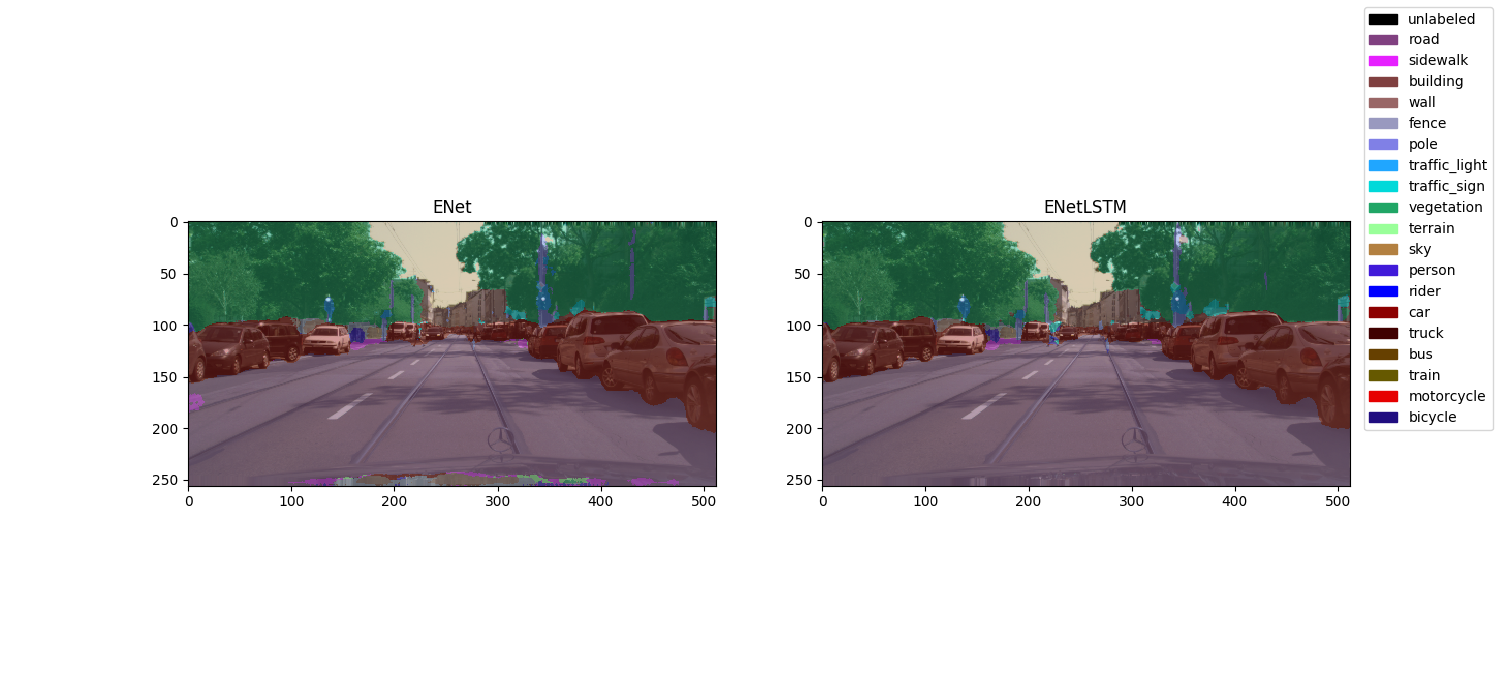 ENet
0
50
100
150
200
250
0 100 200 300 400 500
ENetLSTM
0
50
100
150
200
250
0 100 200 300 400 500
unlabeled
road
sidewalk
building
wall
fence
pole
traffic_light
traffic_sign
vegetation
terrain
sky
person
rider
car
truck
bus
train
motorcycle
bicycle